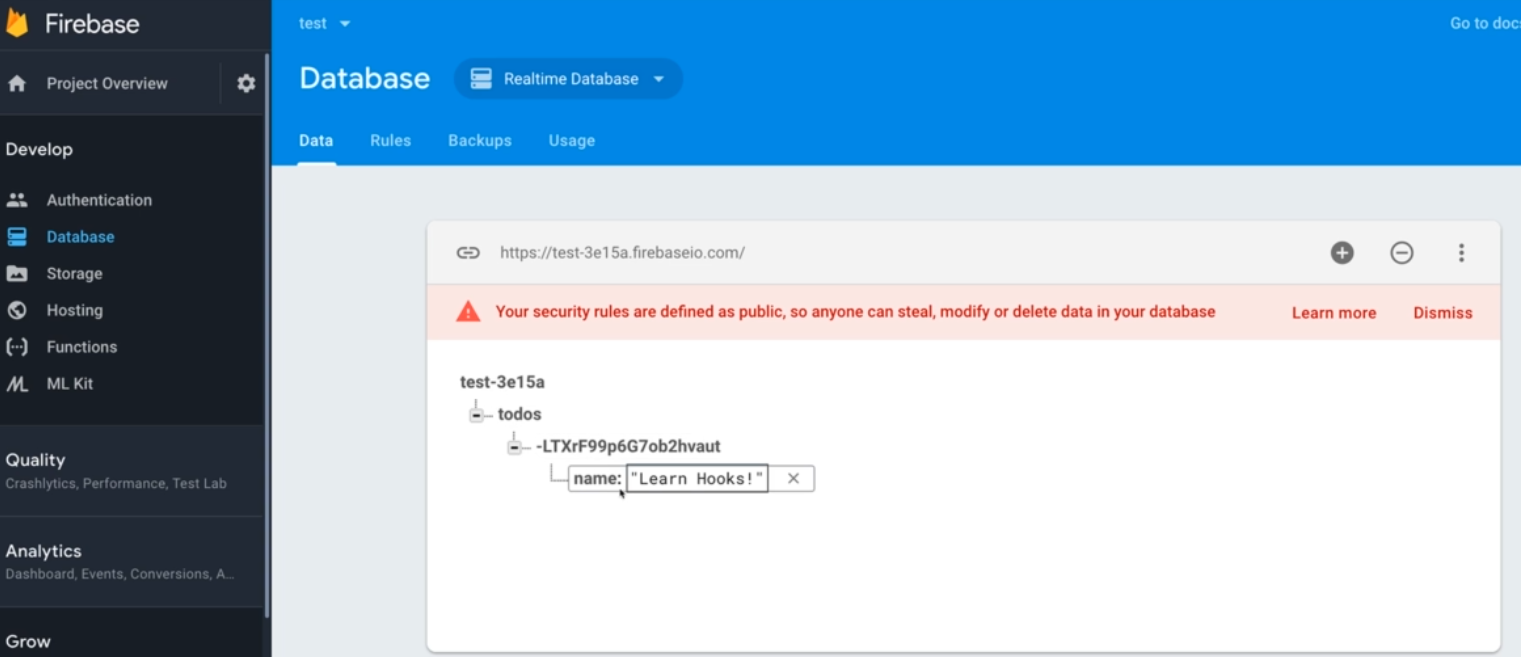 Firebase
test
Go to docs
Project Overview
Database
Realtime Database
Data
Rules
Backups
Usage
Develop
Authentication
Database
Storage
Hosting
Functions
ML Kit
Quality
Crashlytics, Performance, Test Lab
Analytics
Dashboard, Events, Conversions, A...
Grow
https://test-3e15a.firebaseio.com/
Your security rules are defined as public, so anyone can steal, modify or delete data in your database
Learn more
Dismiss
test-3e15a
todos
-LTXrF99p6G7ob2hvaut
name: "Learn Hooks!"